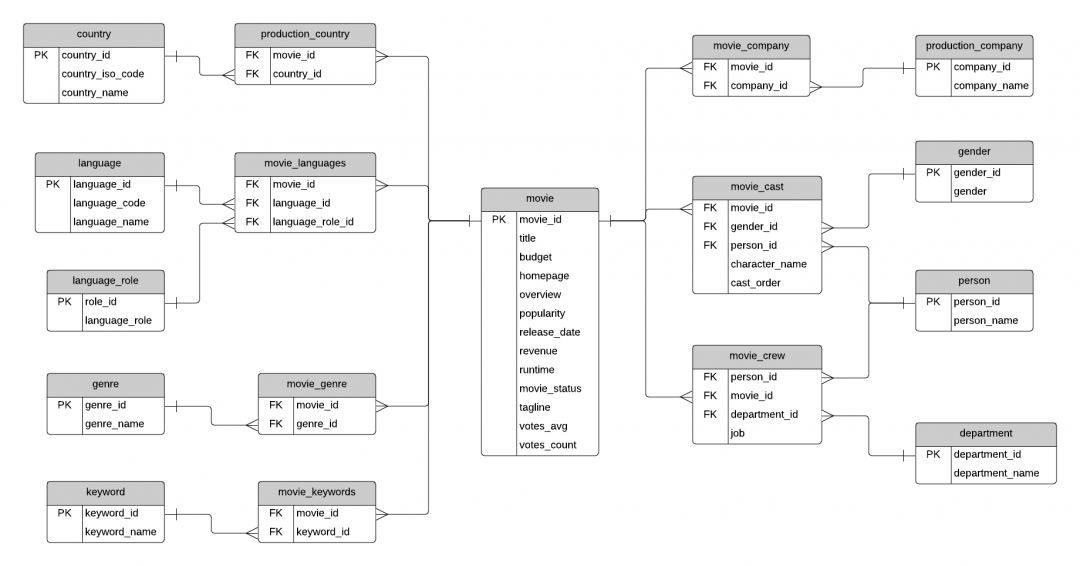 country
PK country_id
country_iso_code
country_name
production_country
FK movie_id
FK country_id
language
PK language_id
language_code
language_name
movie_languages
FK movie_id
FK language_id
FK language_role_id
language_role
PK role_id
language_role
genre
PK genre_id
genre_name
movie_genre
FK movie_id
FK genre_id
keyword
PK keyword_id
keyword_name
movie_keywords
FK movie_id
FK keyword_id
movie
PK movie_id
title
budget
homepage
overview
popularity
release_date
revenue
runtime
movie_status
tagline
votes_avg
votes_count
movie_company
FK movie_id
FK company_id
production_company
PK company_id
company_name
gender
PK gender_id
gender
movie_cast
FK movie_id
FK gender_id
FK person_id
character_name
cast_order
person
PK person_id
person_name
movie_crew
FK person_id
FK movie_id
FK department_id
job
department
PK department_id
department_name